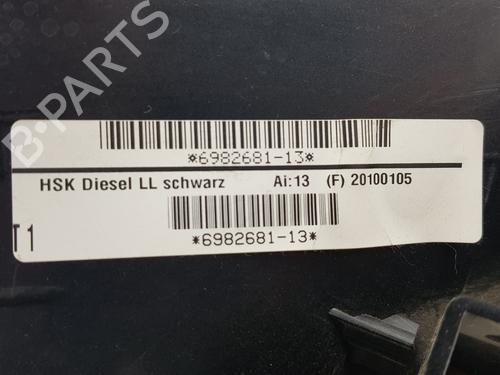 B-PARTS
*6982681-13*
HSK Diesel LL schwarz Ai:13 (F) 20100105
T1
*6982681-13*